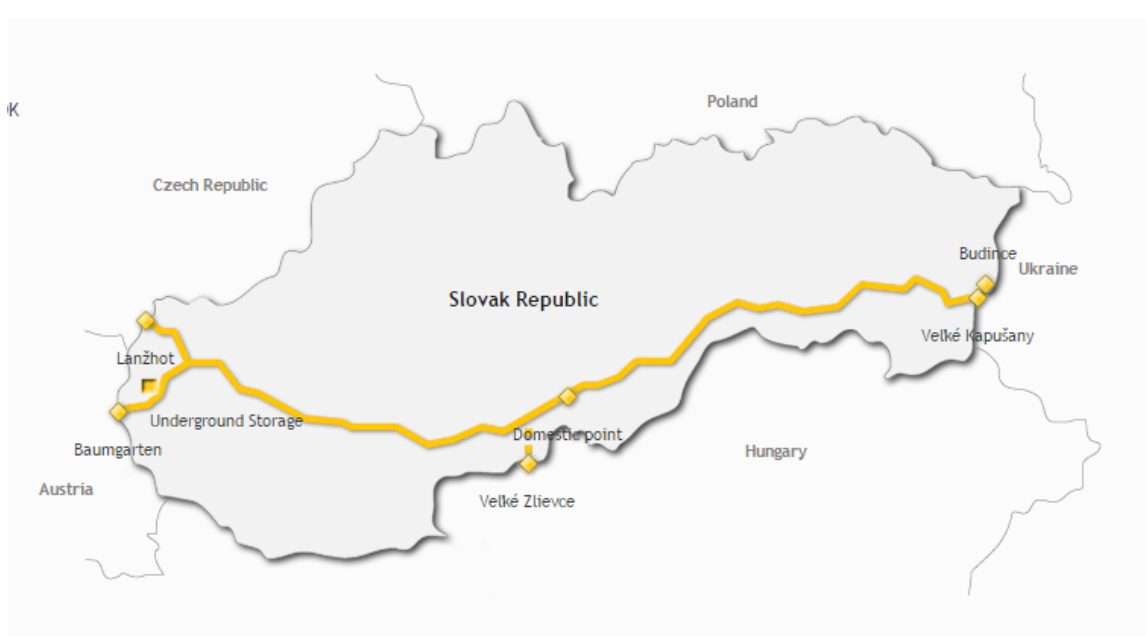 Poland
Czech Republic
Budince
Ukraine
Slovak Republic
Veľké Kapušany
Lanžhot
Underground Storage
Domestic point
Baumgarten
Hungary
Austria
Veľké Zlievce